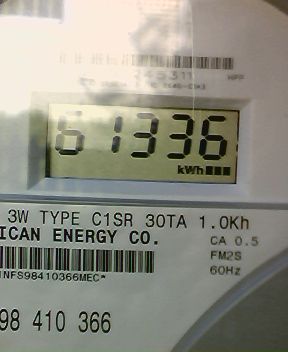 61336
kWh
3W TYPE C1SR 30TA 1.0Kh
ICAN ENERGY CO.
CA 0.5
FM2S
60Hz
NFS98410366MEC*
98 410 366